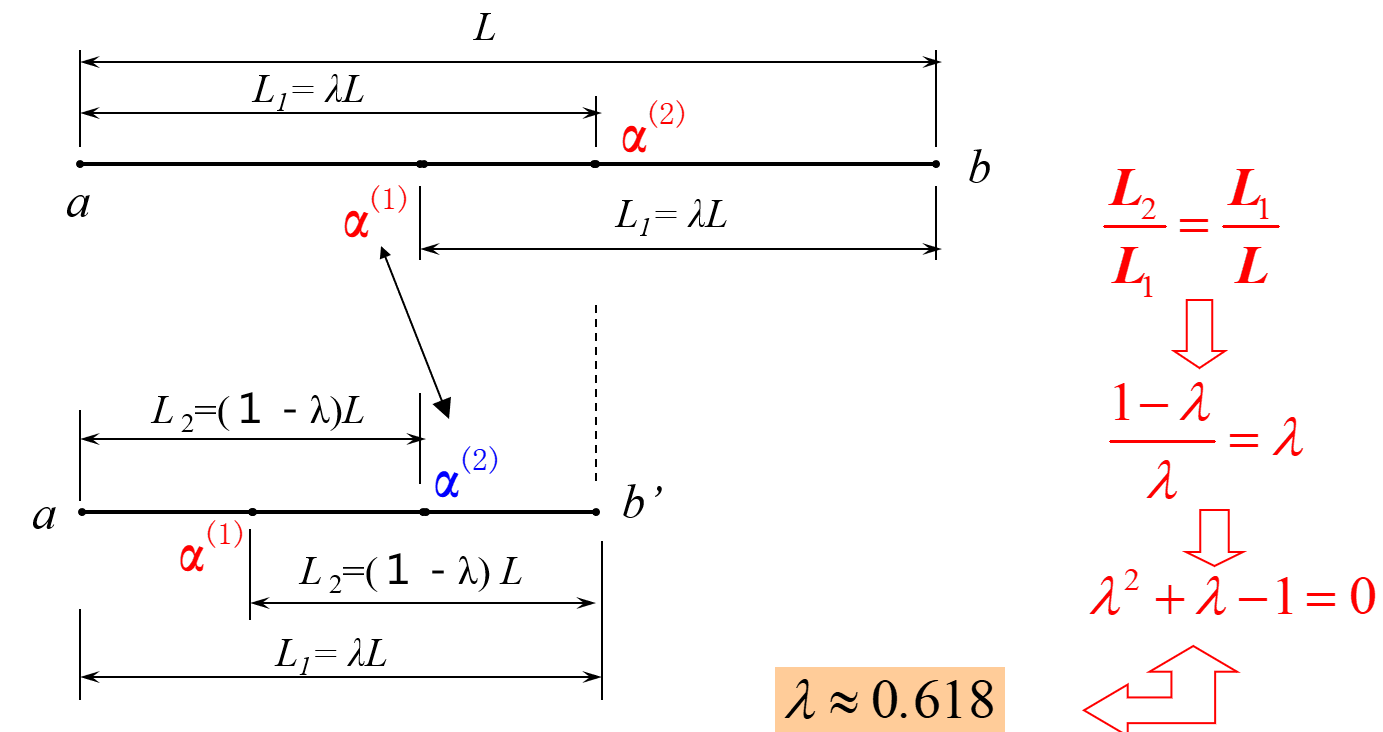 L
L₁= λL
α⁽²⁾
a
b
α⁽¹⁾
L₁= λL
L₂=(1 - λ)L
α⁽²⁾
a
b’
α⁽¹⁾
L₂=(1 - λ) L
L₁= λL
L₂/L₁ = L₁/L
(1-λ)/λ = λ
λ² + λ - 1 = 0
λ ≈ 0.618